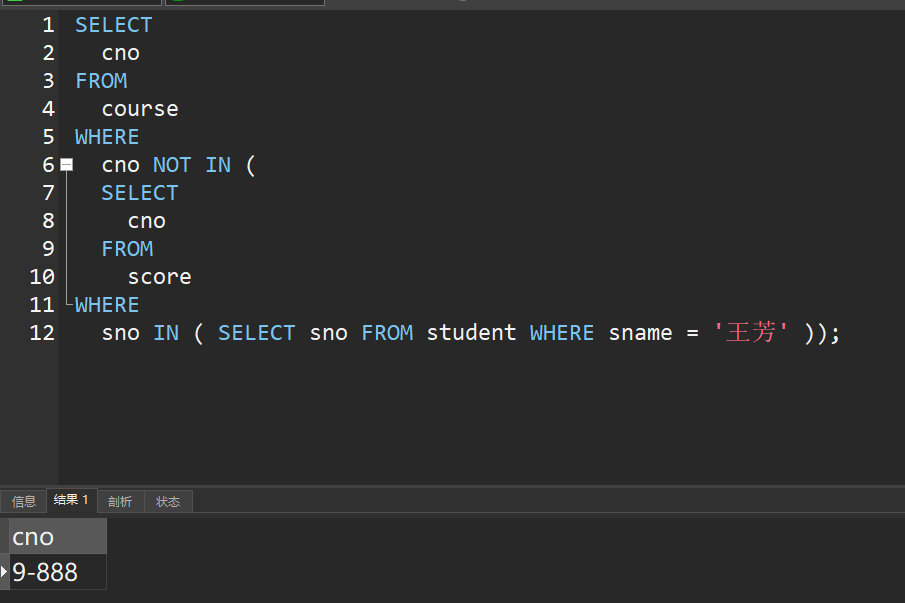 1 SELECT
2 cno
3 FROM
4 course
5 WHERE
6 cno NOT IN (
7 SELECT
8 cno
9 FROM
10 score
11 WHERE
12 sno IN ( SELECT sno FROM student WHERE sname = '王芳' ));
信息 结果 1 剖析 状态
cno
9-888